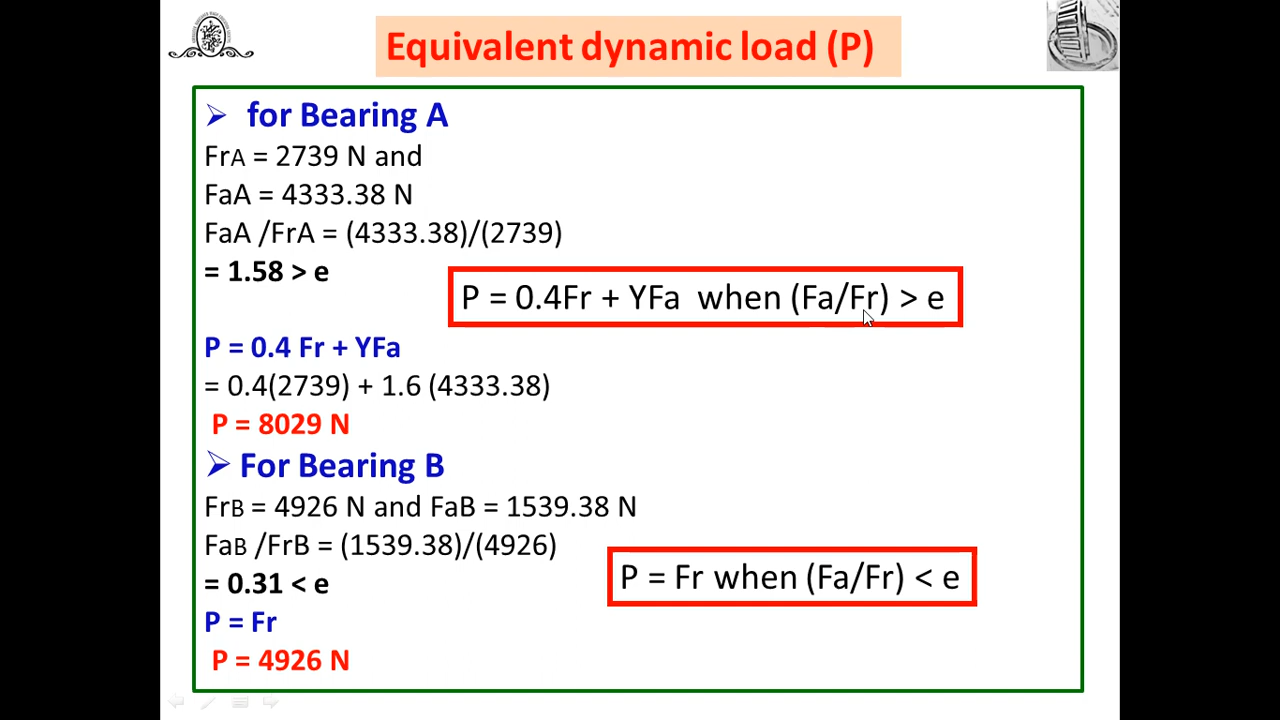 Equivalent dynamic load (P)
➢ for Bearing A
FrA = 2739 N and
FaA = 4333.38 N
FaA /FrA = (4333.38)/(2739)
= 1.58 > e
P = 0.4Fr + YFa when (Fa/Fr) > e
P = 0.4 Fr + YFa
= 0.4(2739) + 1.6 (4333.38)
P = 8029 N
➢ For Bearing B
FrB = 4926 N and FaB = 1539.38 N
FaB /FrB = (1539.38)/(4926)
= 0.31 < e
P = Fr when (Fa/Fr) < e
P = Fr
P = 4926 N